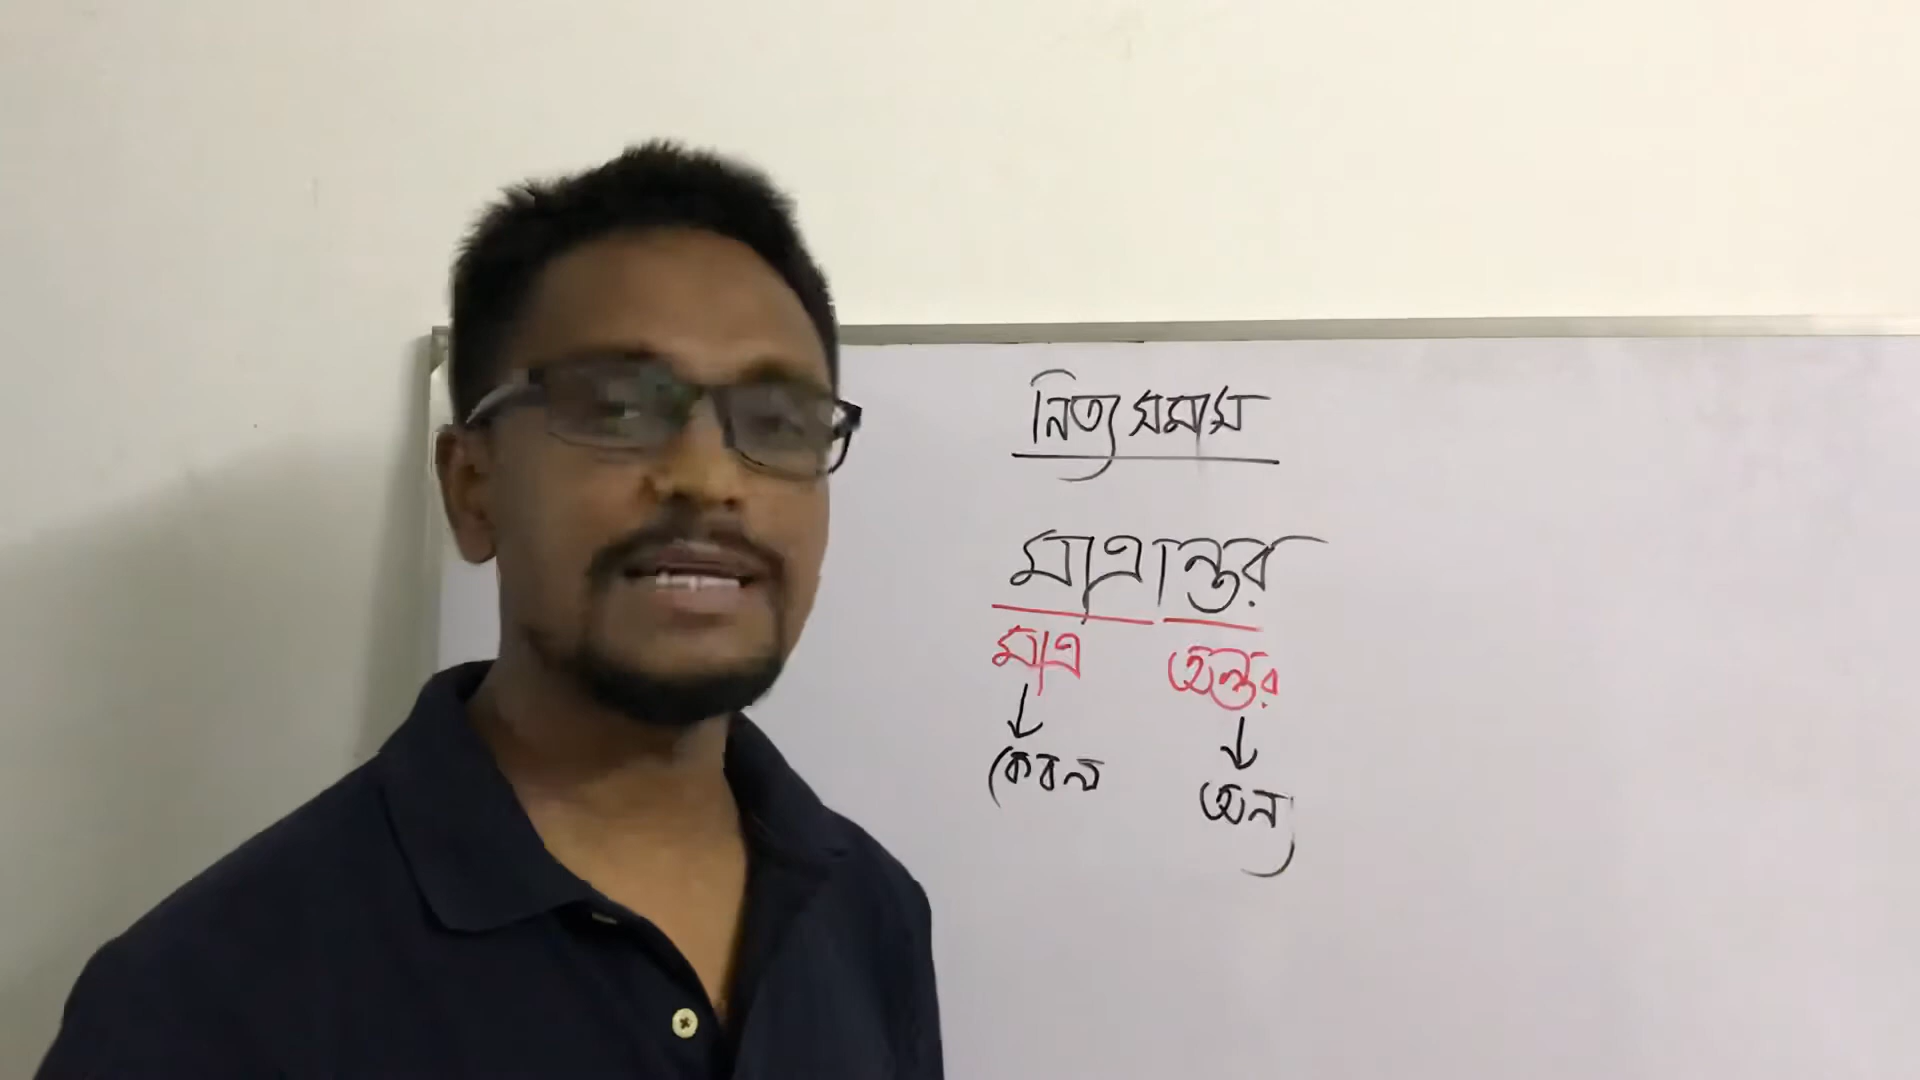 নিত্য সমাস
মাত্রান্তর
মাত্র অন্তর
কেবল অন্য